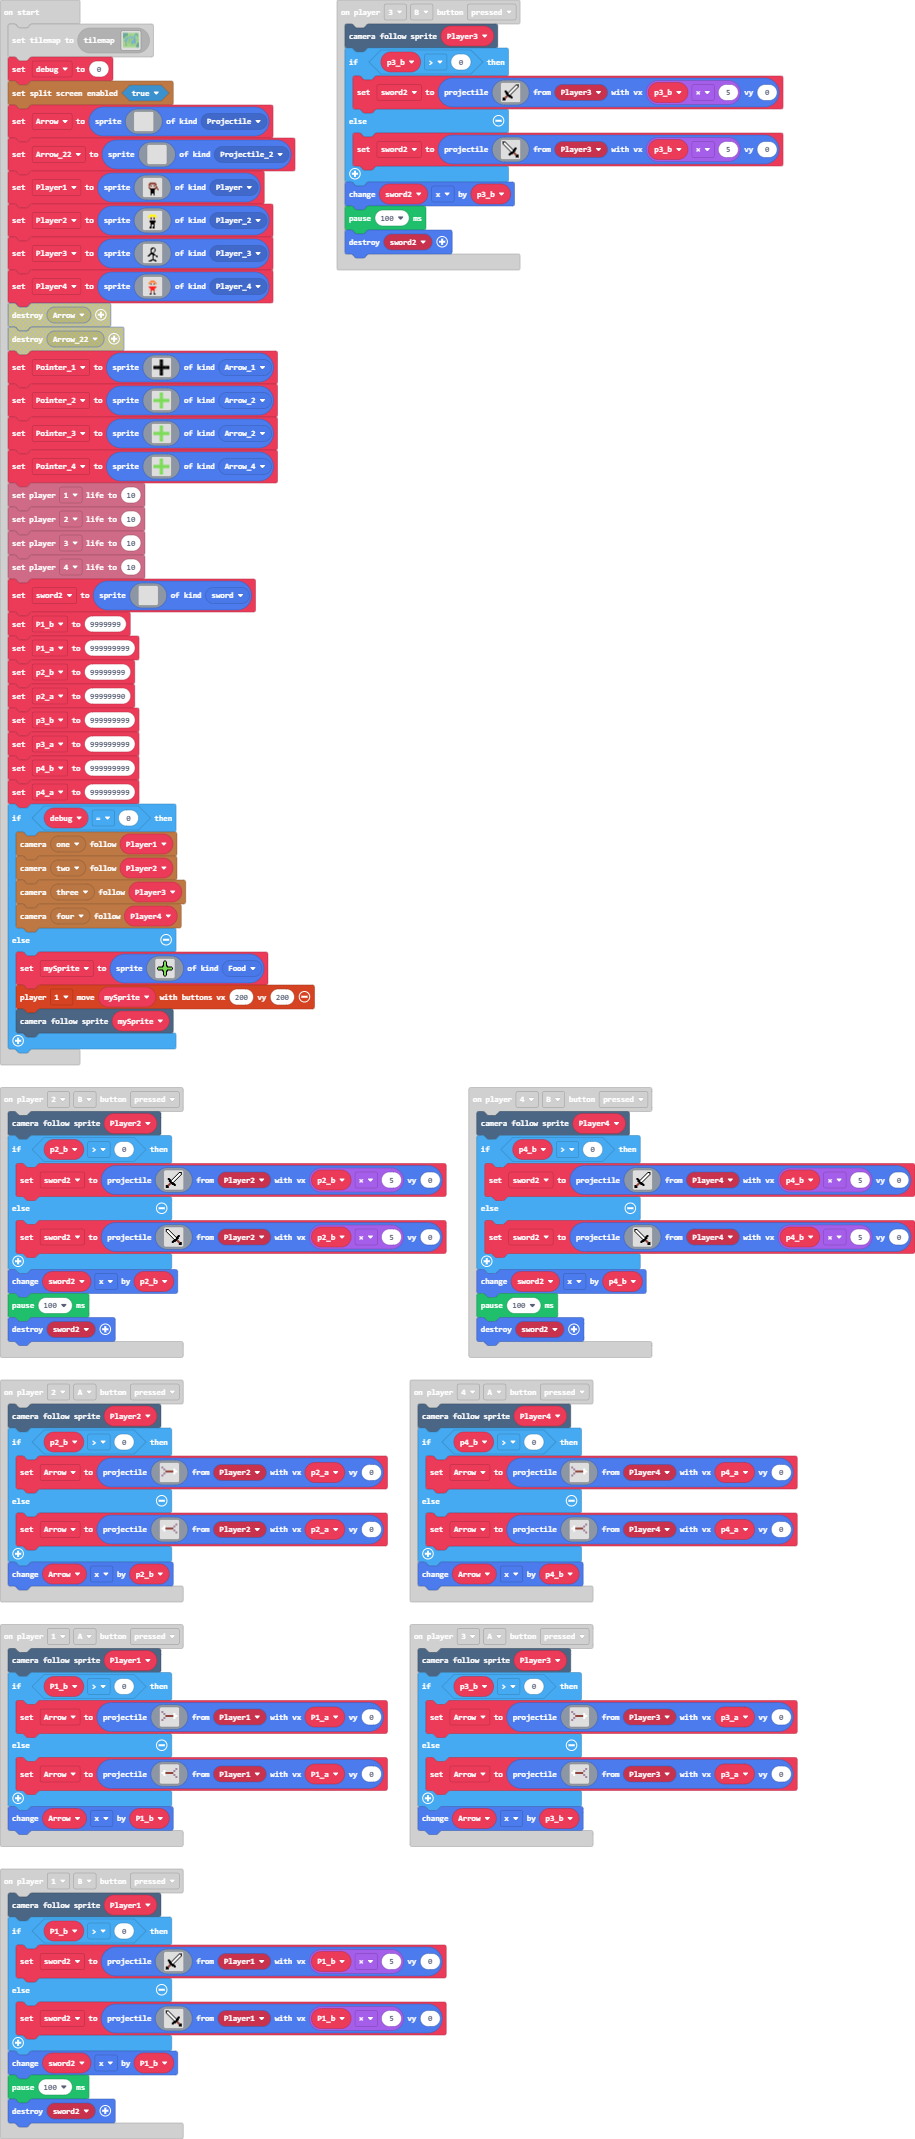 on start
set tilemap to tilemap
set debug to 0
set split screen enabled true
set Arrow to sprite of kind Projectile
set Arrow_22 to sprite of kind Projectile_2
set Player1 to sprite of kind Player
set Player2 to sprite of kind Player_2
set Player3 to sprite of kind Player_3
set Player4 to sprite of kind Player_4
destroy Arrow
destroy Arrow_22
set Pointer_1 to sprite of kind Arrow_1
set Pointer_2 to sprite of kind Arrow_2
set Pointer_3 to sprite of kind Arrow_2
set Pointer_4 to sprite of kind Arrow_4
set player 1 life to 10
set player 2 life to 10
set player 3 life to 10
set player 4 life to 10
set sword2 to sprite of kind sword
set P1_b to 9999999
set P1_a to 999999999
set p2_b to 99999999
set p2_a to 99999990
set p3_b to 999999999
set p3_a to 999999999
set p4_b to 999999999
set p4_a to 999999999
if debug = 0 then
camera one follow Player1
camera two follow Player2
camera three follow Player3
camera four follow Player4
else
set mySprite to sprite of kind Food
player 1 move mySprite with buttons vx 200 vy 200
camera follow sprite mySprite
on player 3 B button pressed
camera follow sprite Player3
if p3_b > 0 then
set sword2 to projectile from Player3 with vx p3_b × 5 vy 0
else
set sword2 to projectile from Player3 with vx p3_b × 5 vy 0
change sword2 x by p3_b
pause 100 ms
destroy sword2
on player 2 B button pressed
camera follow sprite Player2
if p2_b > 0 then
set sword2 to projectile from Player2 with vx p2_b × 5 vy 0
else
set sword2 to projectile from Player2 with vx p2_b × 5 vy 0
change sword2 x by p2_b
pause 100 ms
destroy sword2
on player 4 B button pressed
camera follow sprite Player4
if p4_b > 0 then
set sword2 to projectile from Player4 with vx p4_b × 5 vy 0
else
set sword2 to projectile from Player4 with vx p4_b × 5 vy 0
change sword2 x by p4_b
pause 100 ms
destroy sword2
on player 2 A button pressed
camera follow sprite Player2
if p2_b > 0 then
set Arrow to projectile from Player2 with vx p2_a vy 0
else
set Arrow to projectile from Player2 with vx p2_a vy 0
change Arrow x by p2_b
on player 4 A button pressed
camera follow sprite Player4
if p4_b > 0 then
set Arrow to projectile from Player4 with vx p4_a vy 0
else
set Arrow to projectile from Player4 with vx p4_a vy 0
change Arrow x by p4_b
on player 1 A button pressed
camera follow sprite Player1
if P1_b > 0 then
set Arrow to projectile from Player1 with vx P1_a vy 0
else
set Arrow to projectile from Player1 with vx P1_a vy 0
change Arrow x by P1_b
on player 3 A button pressed
camera follow sprite Player3
if p3_b > 0 then
set Arrow to projectile from Player3 with vx p3_a vy 0
else
set Arrow to projectile from Player3 with vx p3_a vy 0
change Arrow x by p3_b
on player 1 B button pressed
camera follow sprite Player1
if P1_b > 0 then
set sword2 to projectile from Player1 with vx P1_b × 5 vy 0
else
set sword2 to projectile from Player1 with vx P1_b × 5 vy 0
change sword2 x by P1_b
pause 100 ms
destroy sword2